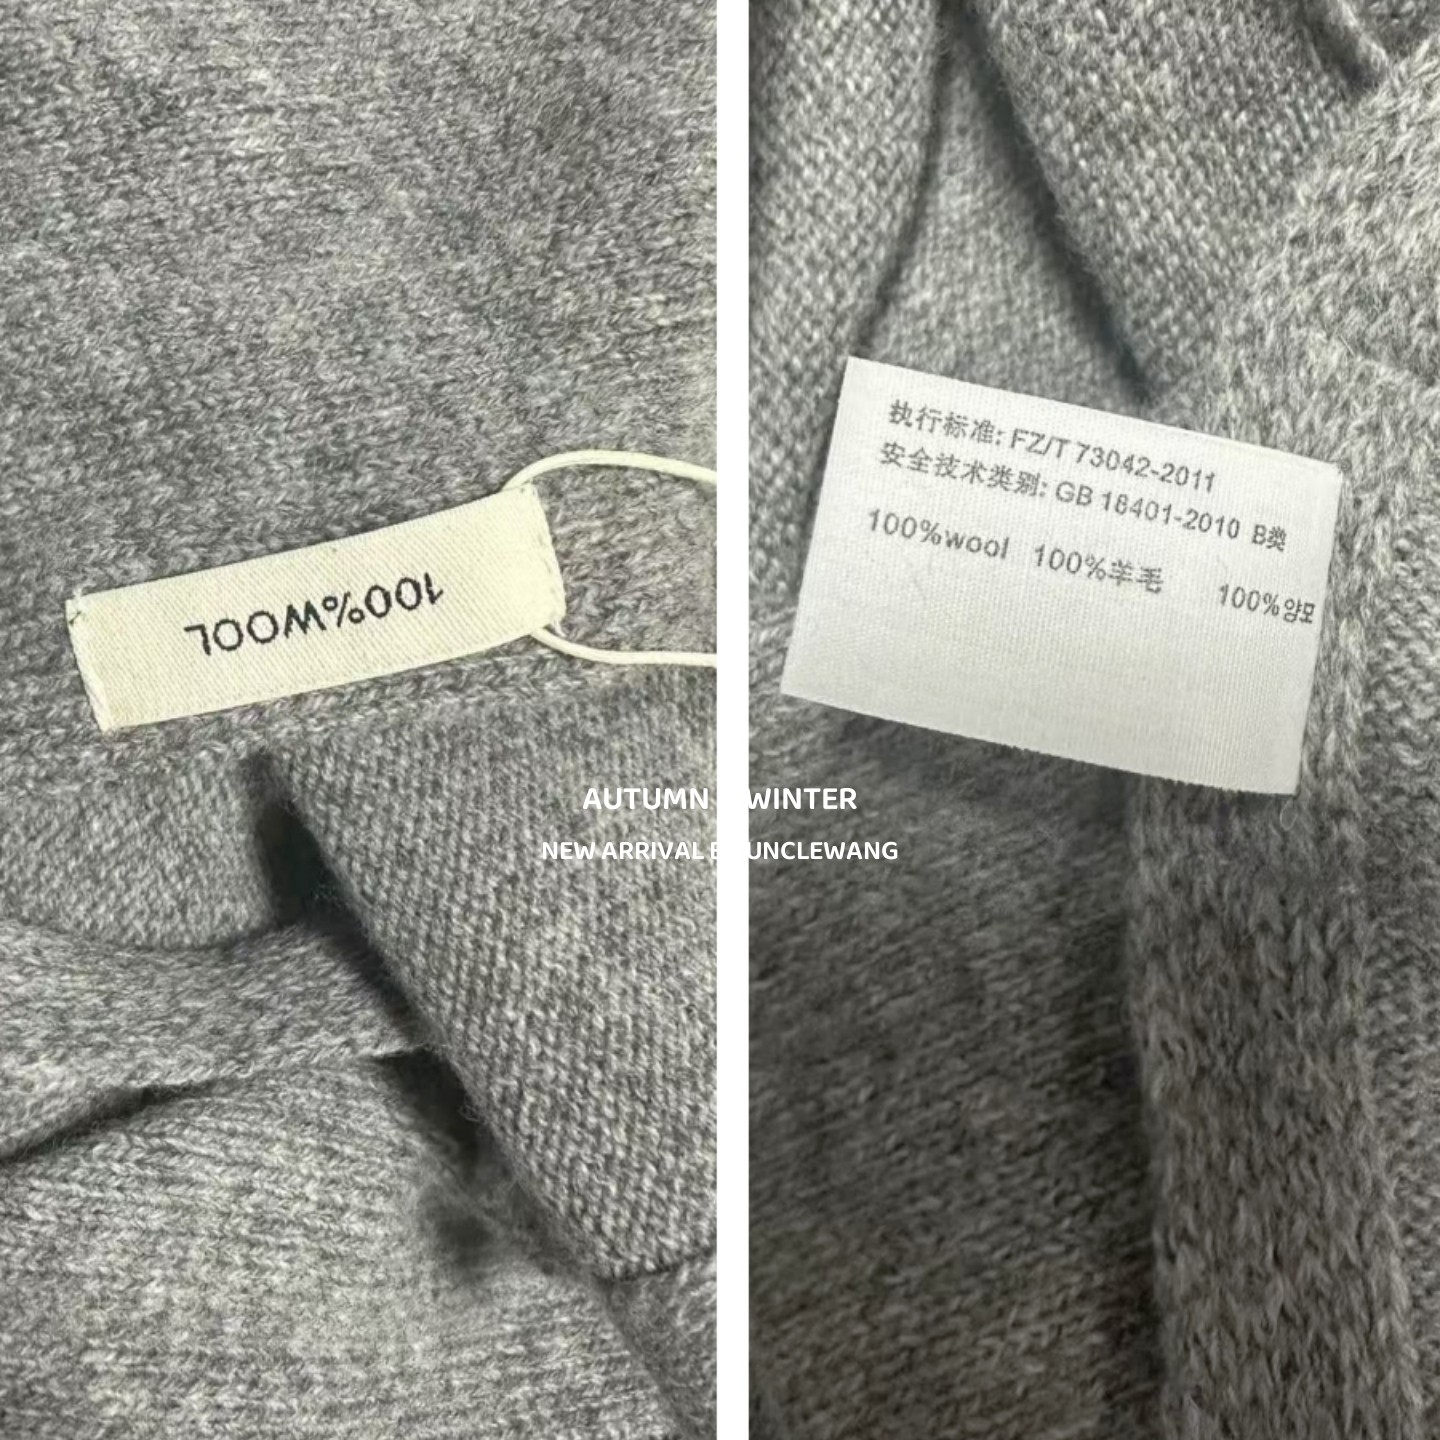 100%WOOL
执行标准: FZ/T 73042-2011
安全技术类别: GB 18401-2010 B类
100%wool 100%羊毛 100%양모
AUTUMN WINTER
NEW ARRIVAL UNCLEWANG